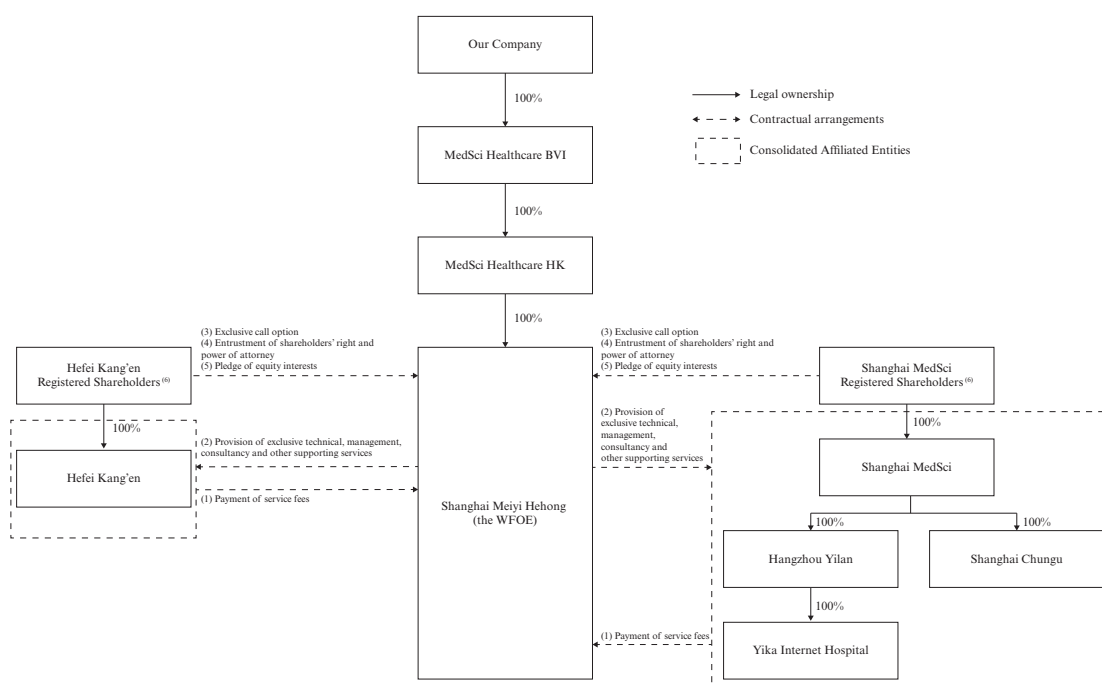 Our Company
100%
Legal ownership
Contractual arrangements
Consolidated Affiliated Entities
MedSci Healthcare BVI
100%
MedSci Healthcare HK
100%
(3) Exclusive call option
(4) Entrustment of shareholders' right and
power of attorney
(5) Pledge of equity interests
(3) Exclusive call option
(4) Entrustment of shareholders' right and
power of attorney
(5) Pledge of equity interests
Hefei Kang'en
Registered Shareholders (6)
Shanghai MedSci
Registered Shareholders (6)
100%
(2) Provision of exclusive technical, management,
consultancy and other supporting services
Hefei Kang'en
(1) Payment of service fees
Shanghai Meiyi Hehong
(the WFOE)
(2) Provision of
exclusive technical,
management,
consultancy and
other supporting services
100%
Shanghai MedSci
100%
100%
Hangzhou Yilan
Shanghai Chungu
100%
(1) Payment of service fees
Yika Internet Hospital